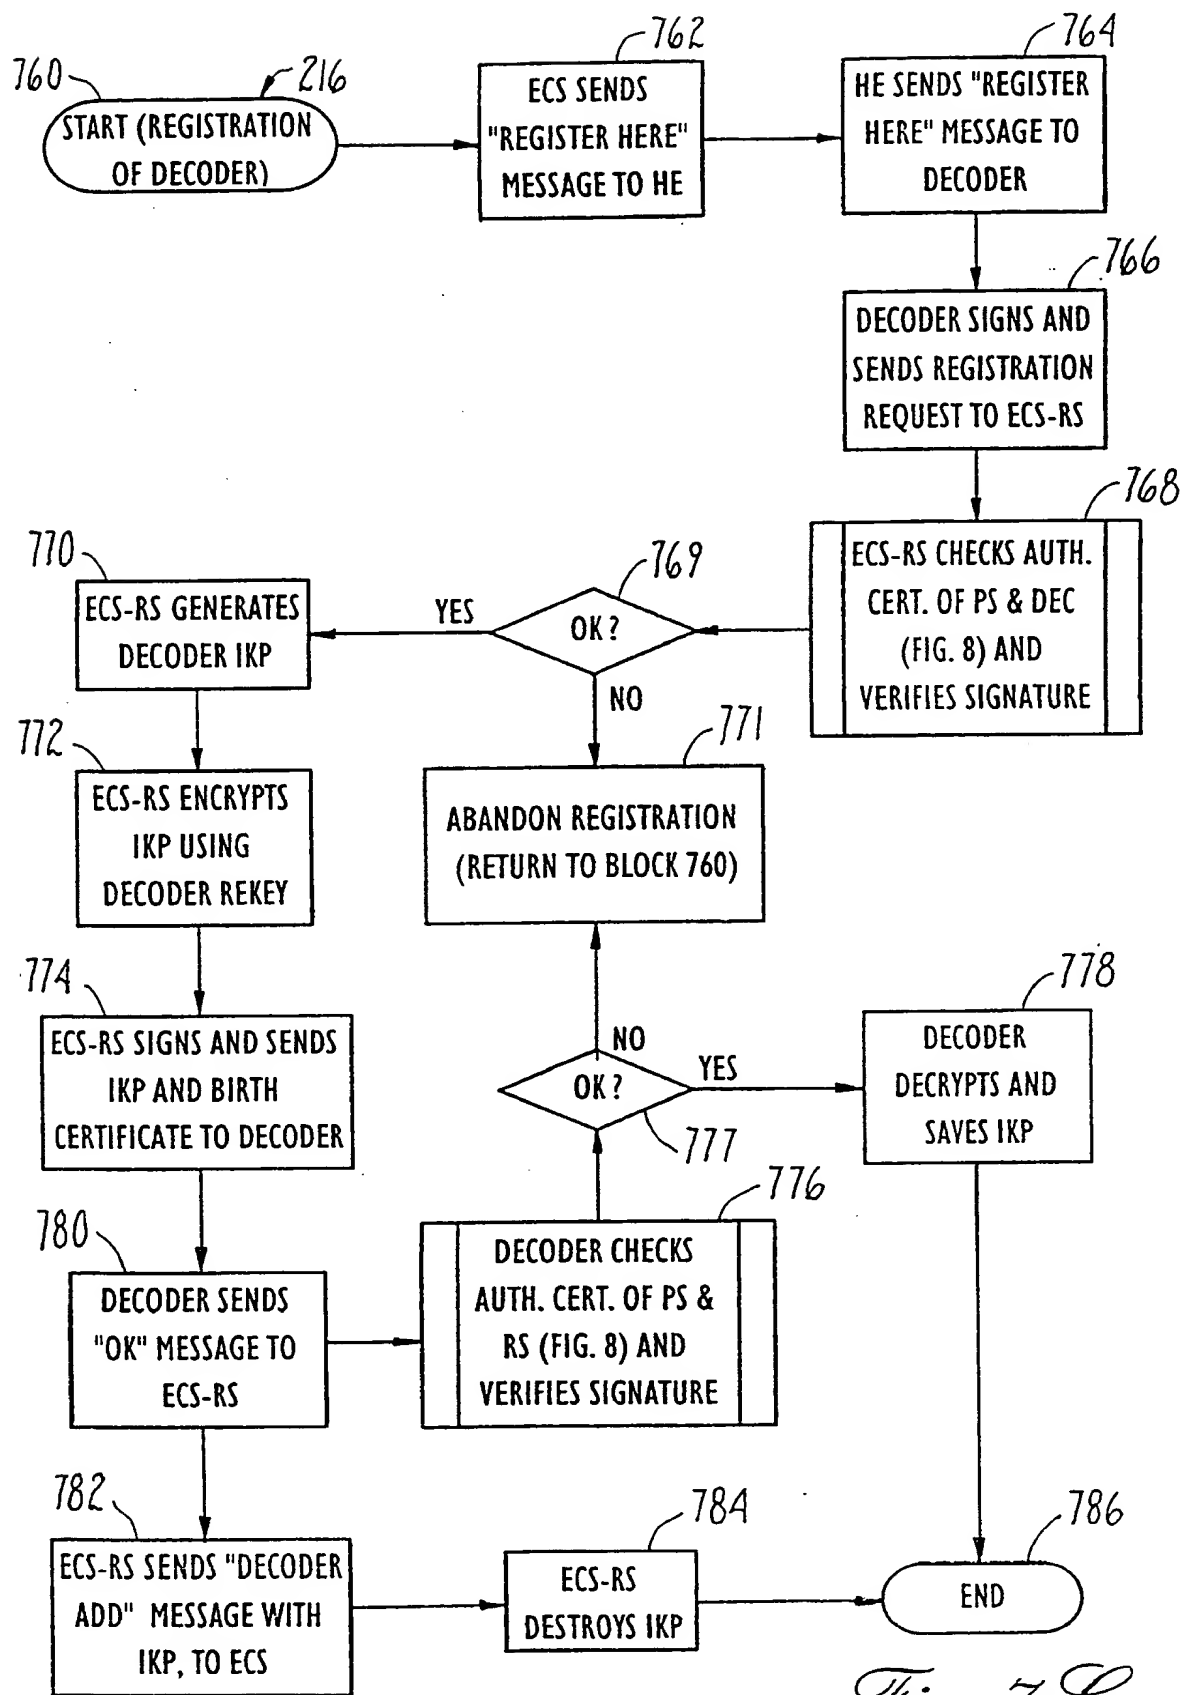 760
216
START (REGISTRATION
OF DECODER)
762
ECS SENDS
"REGISTER HERE"
MESSAGE TO HE
764
HE SENDS "REGISTER
HERE" MESSAGE TO
DECODER
766
DECODER SIGNS AND
SENDS REGISTRATION
REQUEST TO ECS-RS
768
ECS-RS CHECKS AUTH.
CERT. OF PS & DEC
(FIG. 8) AND
VERIFIES SIGNATURE
769
OK?
YES
NO
770
ECS-RS GENERATES
DECODER IKP
771
ABANDON REGISTRATION
(RETURN TO BLOCK 760)
772
ECS-RS ENCRYPTS
IKP USING
DECODER REKEY
774
ECS-RS SIGNS AND SENDS
IKP AND BIRTH
CERTIFICATE TO DECODER
NO
OK?
YES
777
778
DECODER
DECRYPTS AND
SAVES IKP
776
DECODER CHECKS
AUTH. CERT. OF PS &
RS (FIG. 8) AND
VERIFIES SIGNATURE
780
DECODER SENDS
"OK" MESSAGE TO
ECS-RS
782
ECS-RS SENDS "DECODER
ADD" MESSAGE WITH
IKP, TO ECS
784
ECS-RS
DESTROYS IKP
786
END